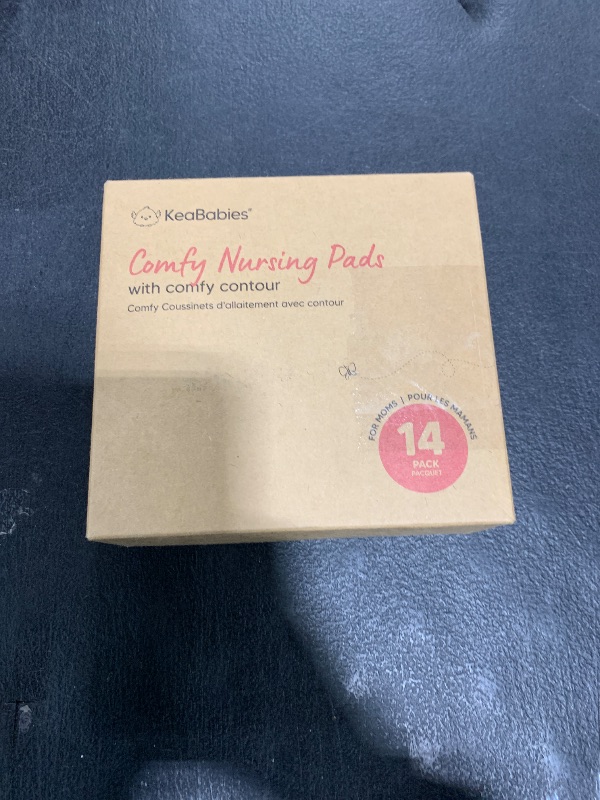 KeaBabies®
Comfy Nursing Pads
with comfy contour
Comfy Coussinets d'allaitement avec contour
FOR MOMS | POUR LES MAMANS
14
PACK
PACQUET